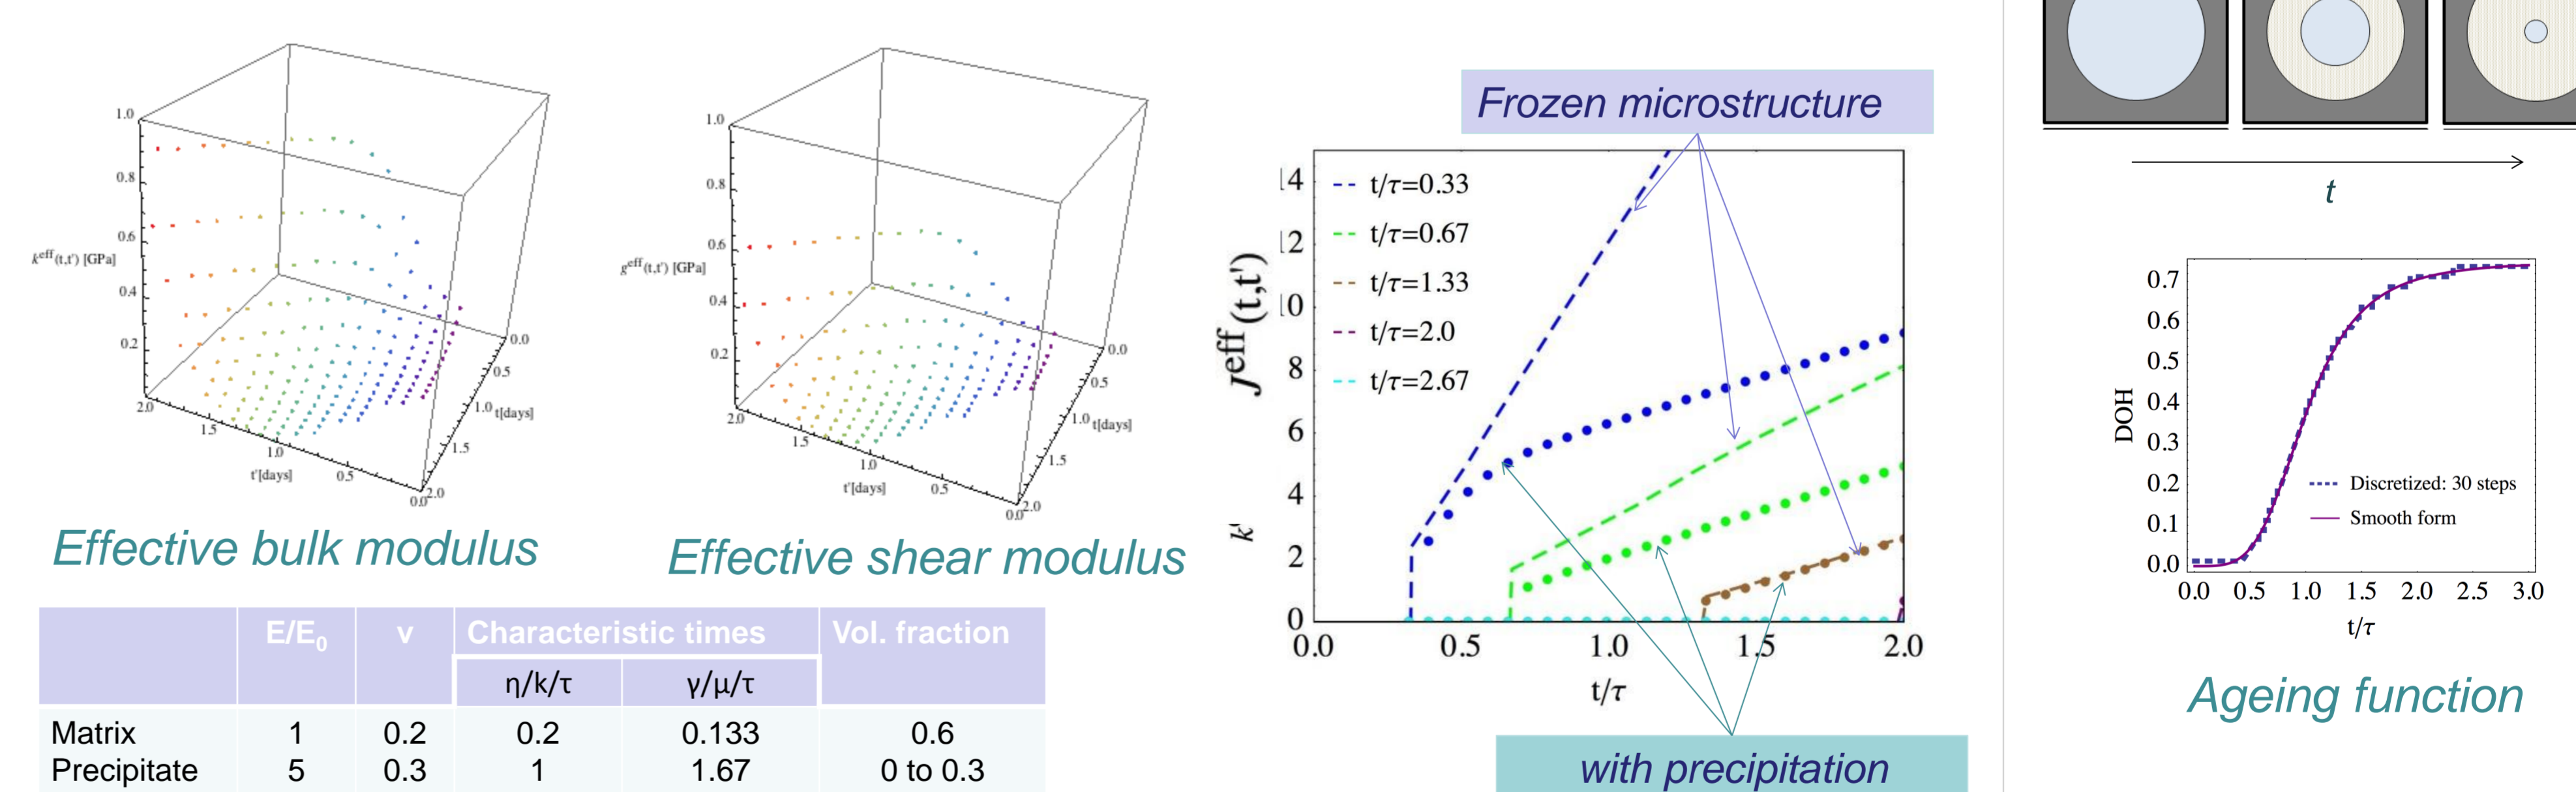 1.0
0.8
0.6
k^eff(t,t') [GPa]
0.4
0.2
2.0
1.5
1.0
t'[days]
0.5
0.0
0.0
0.5
1.0 t[days]
1.5
2.0
Effective bulk modulus
1.0
0.8
0.6
g^eff(t,t') [GPa]
0.4
0.2
2.0
1.5
1.0
t'[days]
0.5
0.0
0.0
0.5
1.0 t[days]
1.5
2.0
Effective shear modulus
E/E₀ ν Characteristic times Vol. fraction
η/k/τ γ/μ/τ
Matrix 1 0.2 0.2 0.133 0.6
Precipitate 5 0.3 1 1.67 0 to 0.3
Frozen microstructure
J^eff(t,t')
14
12
10
8
6
4
2
0
t/τ=0.33
t/τ=0.67
t/τ=1.33
t/τ=2.0
t/τ=2.67
0.0 0.5 1.0 1.5 2.0
t/τ
with precipitation
t
DOH
0.7
0.6
0.5
0.4
0.3
0.2
0.1
0.0
Discretized: 30 steps
Smooth form
0.0 0.5 1.0 1.5 2.0 2.5 3.0
t/τ
Ageing function